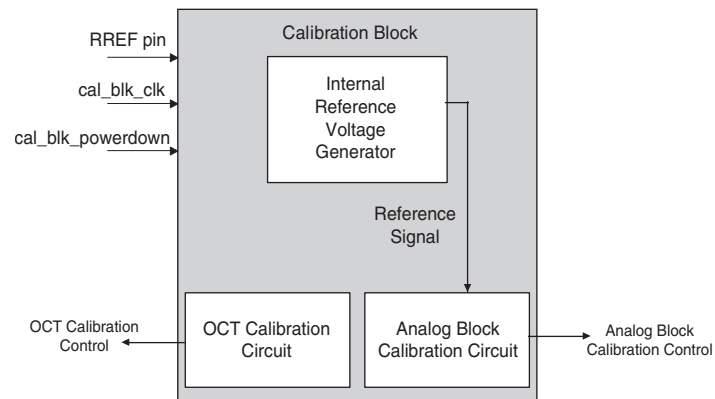 Calibration Block
RREF pin
cal_blk_clk
cal_blk_powerdown
Internal
Reference
Voltage
Generator
Reference
Signal
OCT Calibration
Control
OCT Calibration
Circuit
Analog Block
Calibration Circuit
Analog Block
Calibration Control